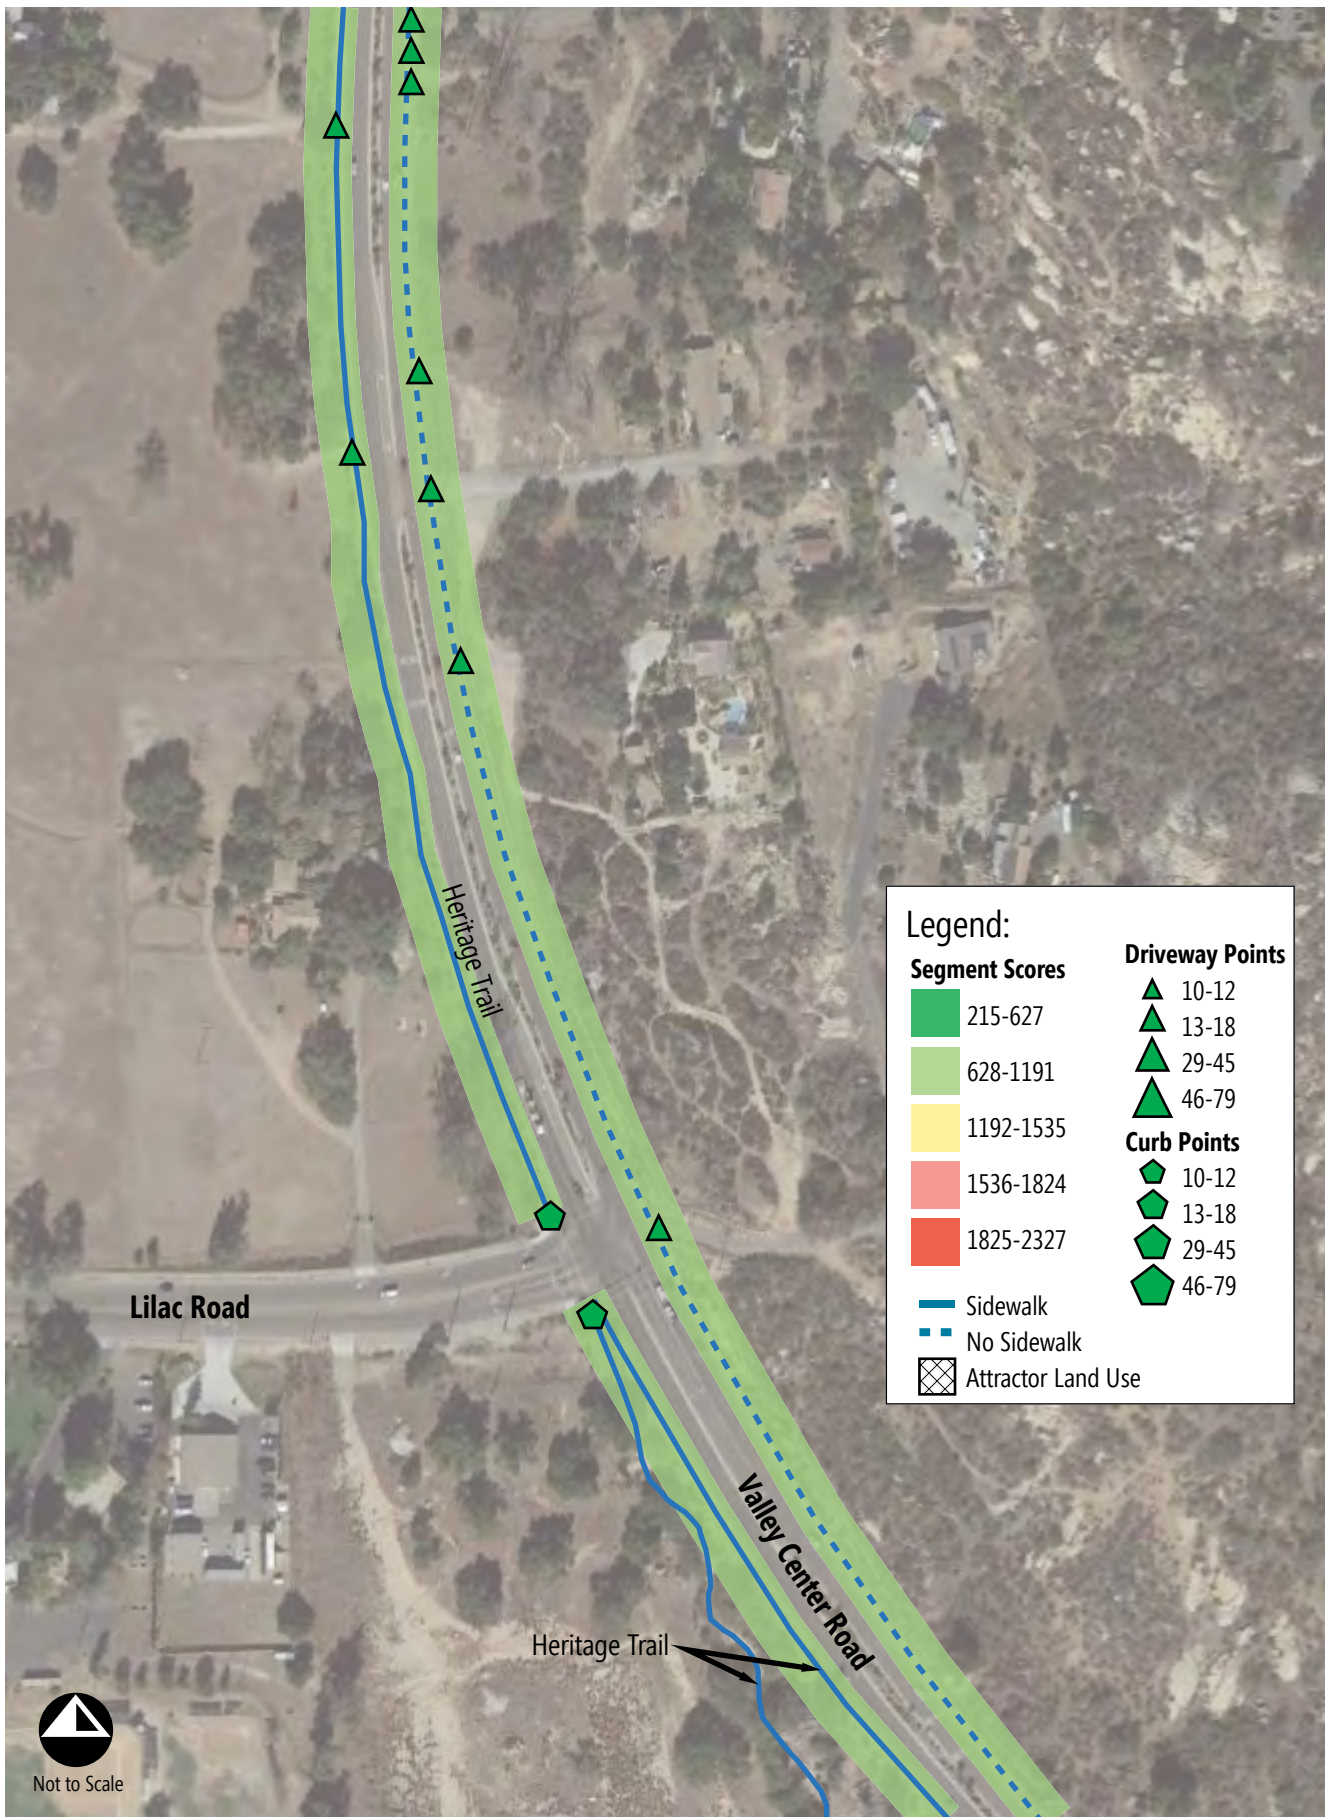 Heritage Trail
Legend:
Segment Scores
215-627
628-1191
1192-1535
1536-1824
1825-2327
Sidewalk
No Sidewalk
Attractor Land Use
Driveway Points
10-12
13-18
29-45
46-79
Curb Points
10-12
13-18
29-45
46-79
Lilac Road
Valley Center Road
Heritage Trail
Not to Scale